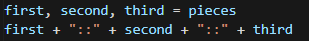 first, second, third = pieces
first + "::" + second + "::" + third